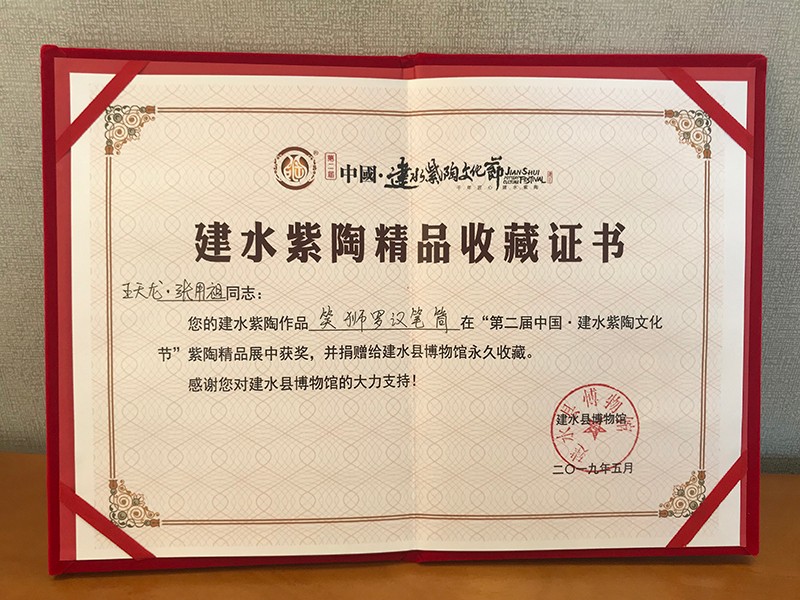 第二届
中國·建水紫陶文化節
JIANSHUI
FESTIVAL
建水紫陶精品收藏证书
王天龙·张用祖同志：
您的建水紫陶作品 笑狮罗汉笔筒 在“第二届中国·建水紫陶文化
节”紫陶精品展中获奖，并捐赠给建水县博物馆永久收藏。
感谢您对建水县博物馆的大力支持！
建水县博物馆
建水县博物馆
二〇一九年五月